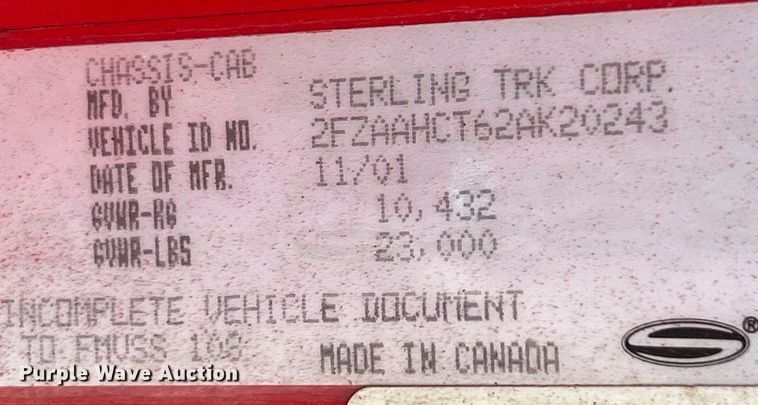 CHASSIS-CAB
MFD. BY STERLING TRK CORP.
VEHICLE ID NO. 2FZAAHCT62AK20243
DATE OF MFR. 11/01
GVWR-KG 10,432
GVWR-LBS 23,000
INCOMPLETE VEHICLE DOCUMENT
TO FMVSS 108 MADE IN CANADA
®
Purple Wave Auction